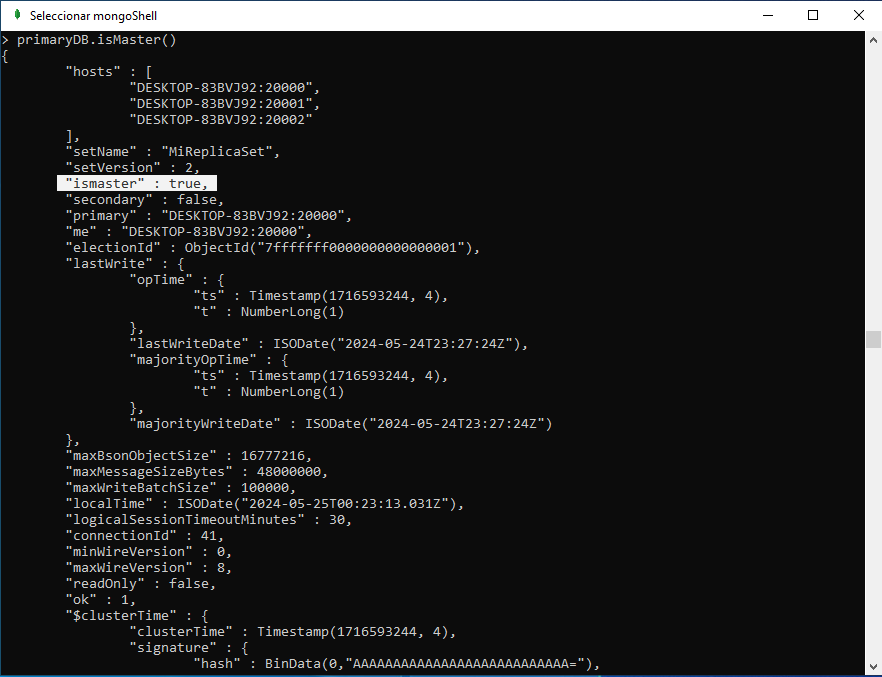 Seleccionar mongoShell
> primaryDB.isMaster()
{
"hosts" : [
"DESKTOP-83BVJ92:20000",
"DESKTOP-83BVJ92:20001",
"DESKTOP-83BVJ92:20002"
],
"setName" : "MiReplicaSet",
"setVersion" : 2,
"ismaster" : true,
"secondary" : false,
"primary" : "DESKTOP-83BVJ92:20000",
"me" : "DESKTOP-83BVJ92:20000",
"electionId" : ObjectId("7fffffff0000000000000001"),
"lastWrite" : {
"opTime" : {
"ts" : Timestamp(1716593244, 4),
"t" : NumberLong(1)
},
"lastWriteDate" : ISODate("2024-05-24T23:27:24Z"),
"majorityOpTime" : {
"ts" : Timestamp(1716593244, 4),
"t" : NumberLong(1)
},
"majorityWriteDate" : ISODate("2024-05-24T23:27:24Z")
},
"maxBsonObjectSize" : 16777216,
"maxMessageSizeBytes" : 48000000,
"maxWriteBatchSize" : 100000,
"localTime" : ISODate("2024-05-25T00:23:13.031Z"),
"logicalSessionTimeoutMinutes" : 30,
"connectionId" : 41,
"minWireVersion" : 0,
"maxWireVersion" : 8,
"readOnly" : false,
"ok" : 1,
"$clusterTime" : {
"clusterTime" : Timestamp(1716593244, 4),
"signature" : {
"hash" : BinData(0,"AAAAAAAAAAAAAAAAAAAAAAAAAAA="),